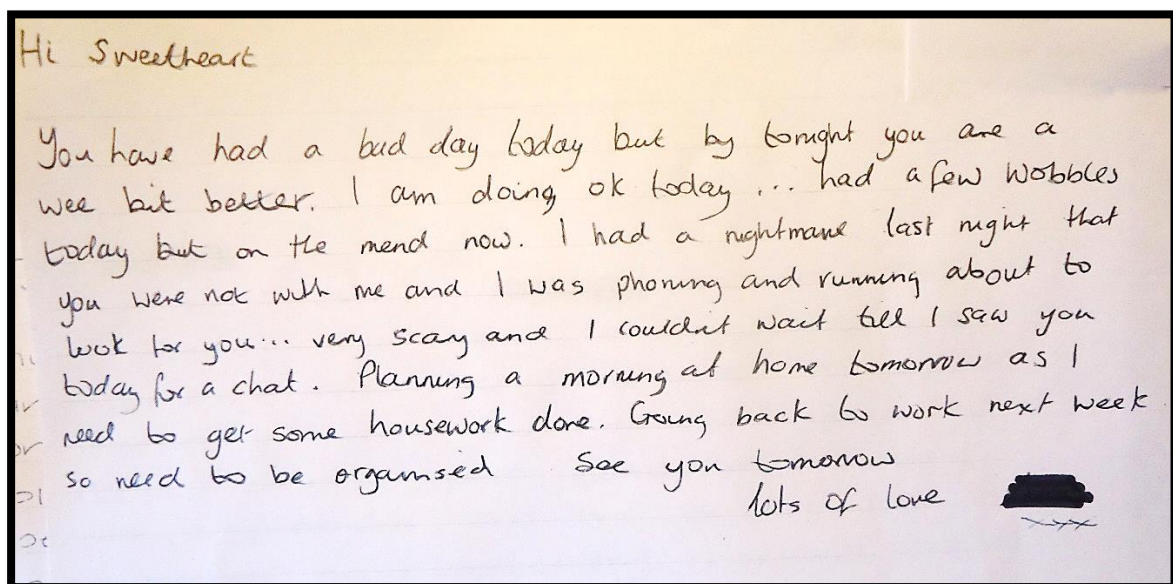 Hi Sweetheart
You have had a bad day today but by tonight you are a
wee bit better. I am doing ok today ... had a few wobbles
today but on the mend now. I had a nightmare last night that
you were not with me and I was phoning and running about to
look for you... very scary and I couldn't wait till I saw you
today for a chat. Planning a morning at home tomorrow as I
need to get some housework done. Going back to work next week
so need to be organised See you tomorrow
lots of love
xxx